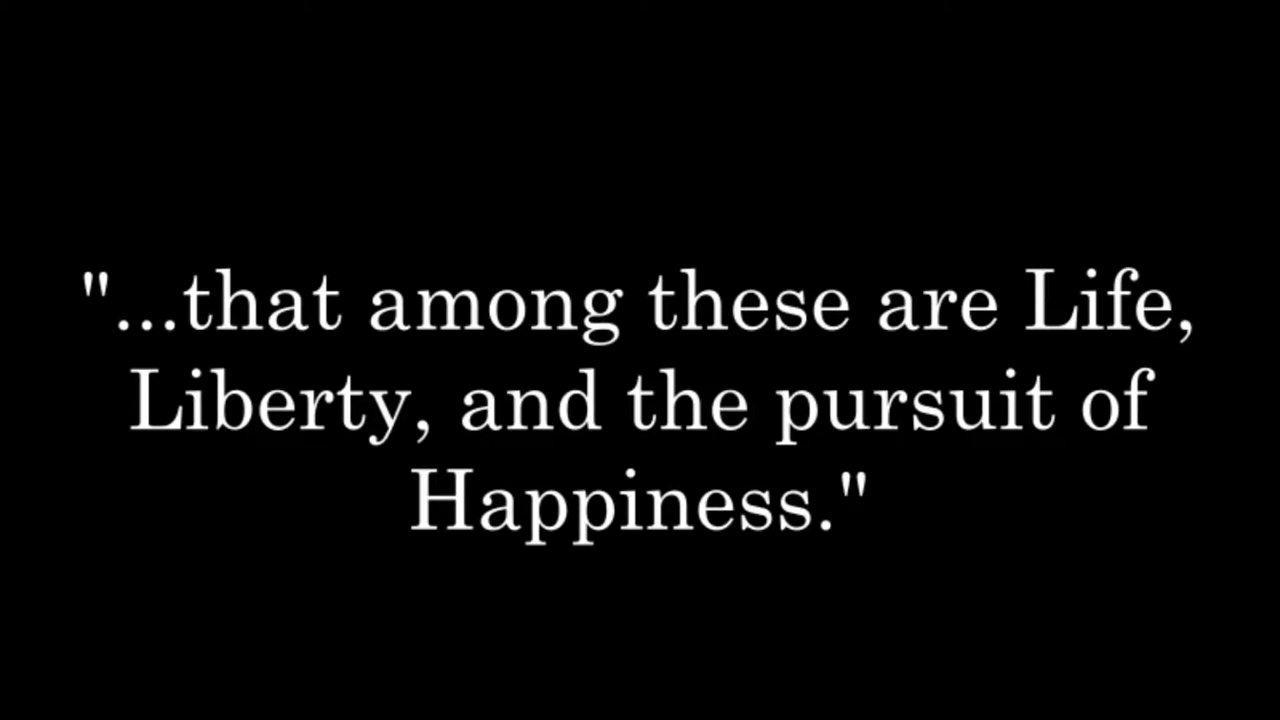 "...that among these are Life,
Liberty, and the pursuit of
Happiness."